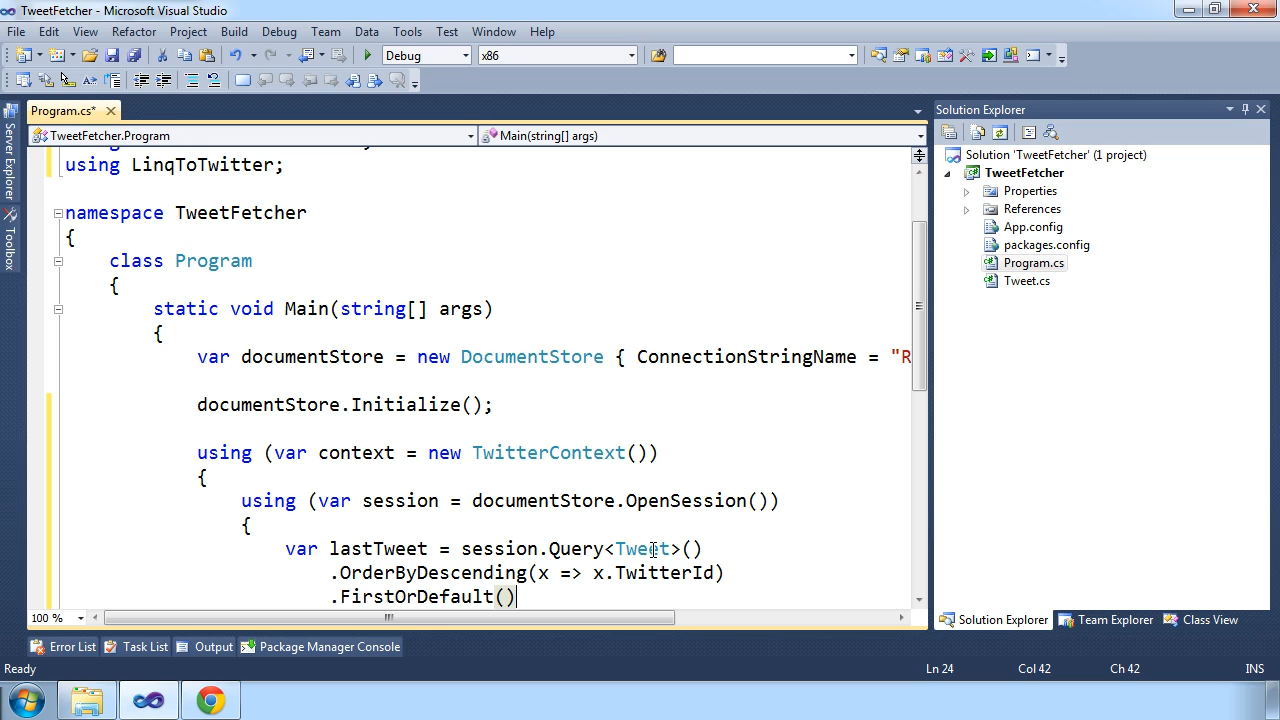 TweetFetcher - Microsoft Visual Studio
File Edit View Refactor Project Build Debug Team Data Tools Test Window Help
Debug x86
Program.cs*
TweetFetcher.Program Main(string[] args)
Server Explorer
Toolbox
using LinqToTwitter;
namespace TweetFetcher
{
class Program
{
static void Main(string[] args)
{
var documentStore = new DocumentStore { ConnectionStringName = "R
documentStore.Initialize();
using (var context = new TwitterContext())
{
using (var session = documentStore.OpenSession())
{
var lastTweet = session.Query<Tweet>()
.OrderByDescending(x => x.TwitterId)
.FirstOrDefault()
100 %
Solution Explorer
Solution 'TweetFetcher' (1 project)
TweetFetcher
Properties
References
App.config
packages.config
Program.cs
Tweet.cs
Solution Explorer Team Explorer Class View
Error List Task List Output Package Manager Console
Ready Ln 24 Col 42 Ch 42 INS